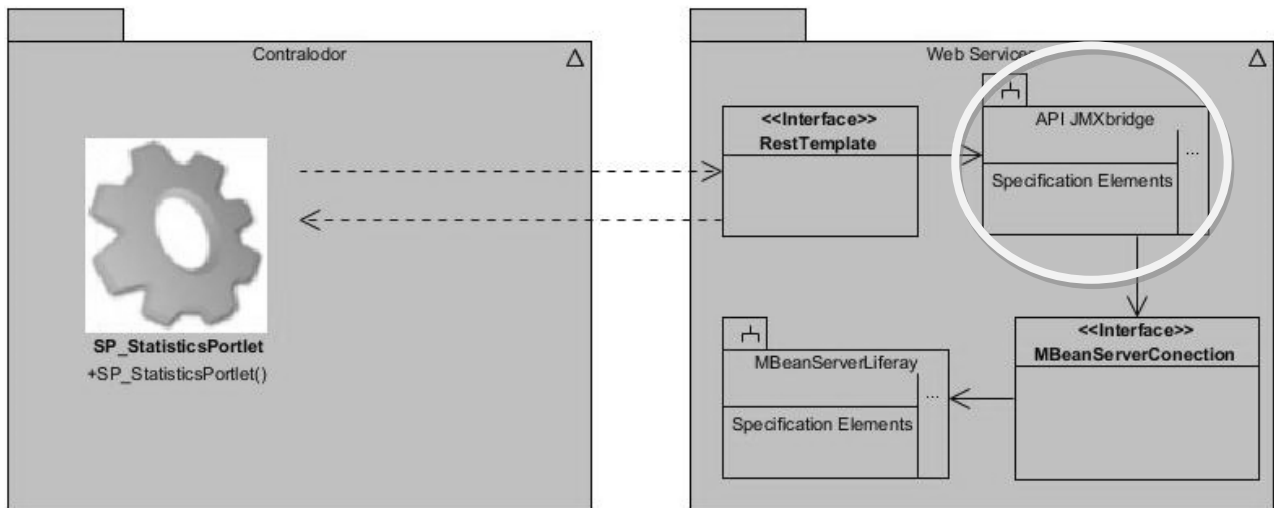 Contralodor
SP_StatisticsPortlet
+SP_StatisticsPortlet()
Web Services
<<Interface>>
RestTemplate
API JMXbridge
...
Specification Elements
<<Interface>>
MBeanServerConection
MBeanServerLiferay
...
Specification Elements